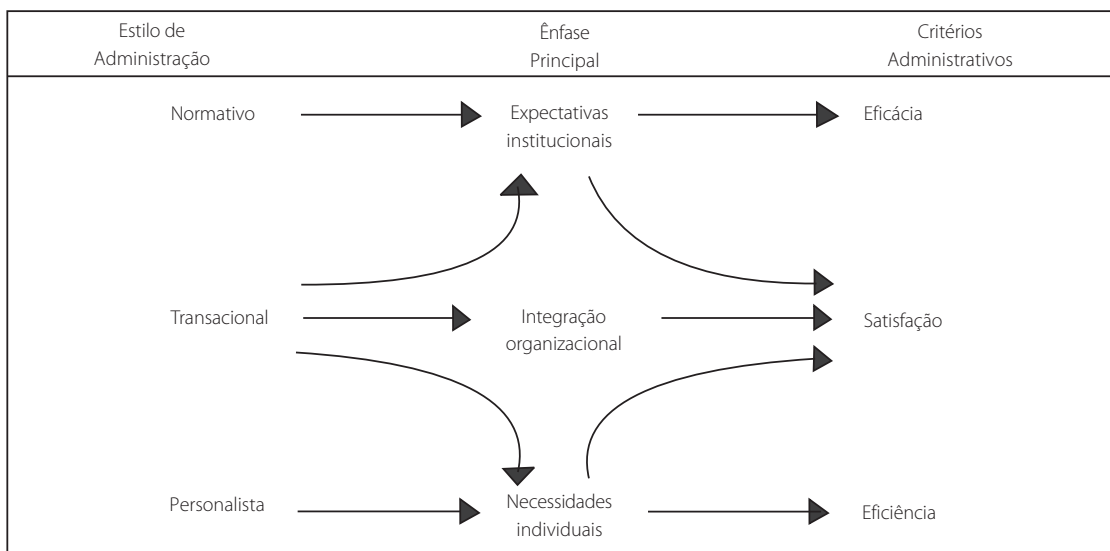 Estilo de
Administração
Ênfase
Principal
Critérios
Administrativos
Normativo
Expectativas
institucionais
Eficácia
Transacional
Integração
organizacional
Satisfação
Personalista
Necessidades
individuais
Eficiência